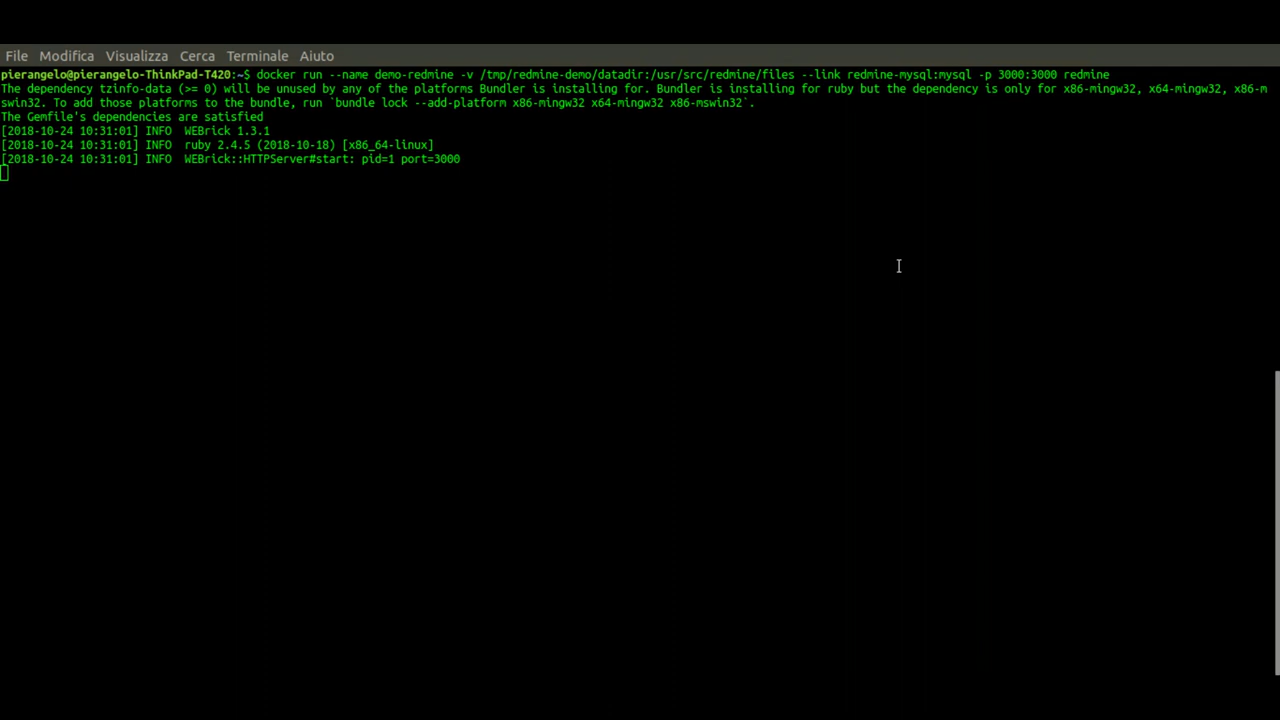 File Modifica Visualizza Cerca Terminale Aiuto
pierangelo@pierangelo-ThinkPad-T420:~$ docker run --name demo-redmine -v /tmp/redmine-demo/datadir:/usr/src/redmine/files --link redmine-mysql:mysql -p 3000:3000 redmine
The dependency tzinfo-data (>= 0) will be unused by any of the platforms Bundler is installing for. Bundler is installing for ruby but the dependency is only for x86-mingw32, x64-mingw32, x86-m
swin32. To add those platforms to the bundle, run `bundle lock --add-platform x86-mingw32 x64-mingw32 x86-mswin32`.
The Gemfile's dependencies are satisfied
[2018-10-24 10:31:01] INFO  WEBrick 1.3.1
[2018-10-24 10:31:01] INFO  ruby 2.4.5 (2018-10-18) [x86_64-linux]
[2018-10-24 10:31:01] INFO  WEBrick::HTTPServer#start: pid=1 port=3000